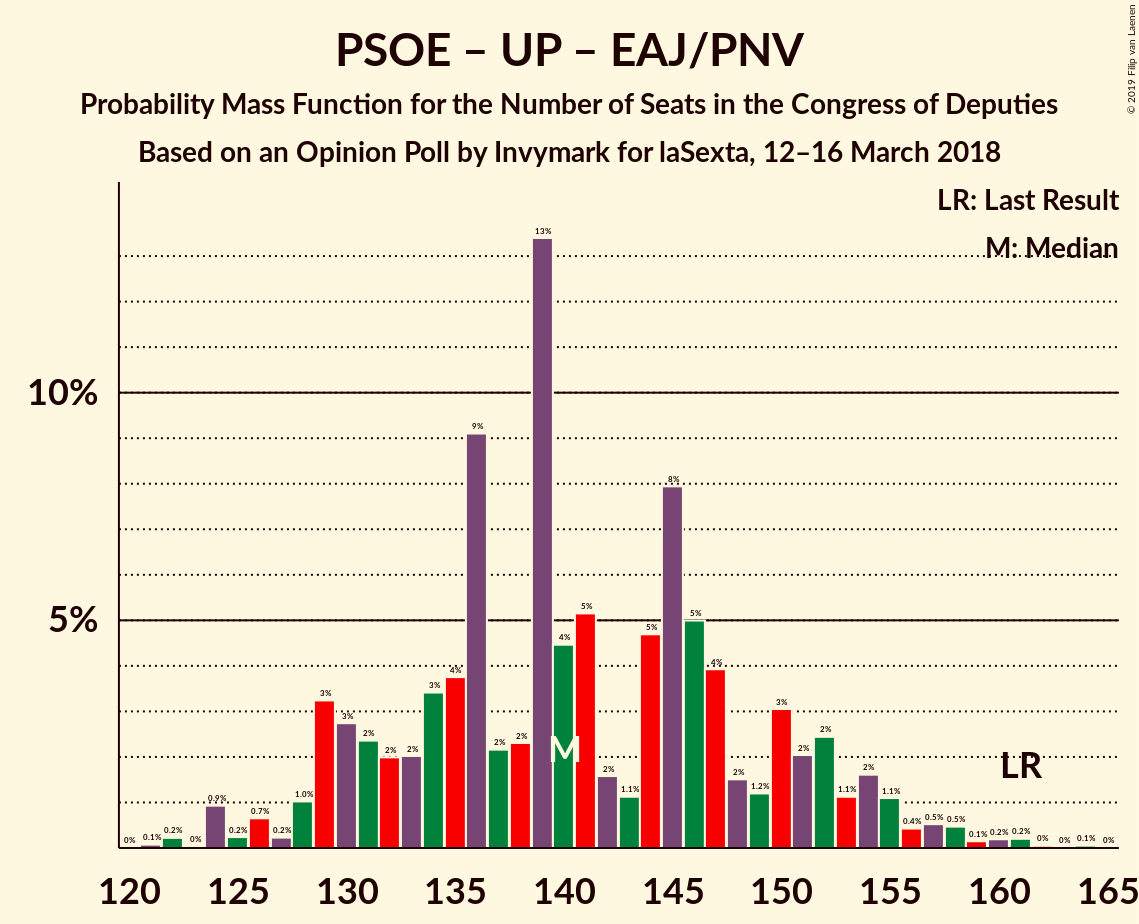 PSOE – UP – EAJ/PNV
Probability Mass Function for the Number of Seats in the Congress of Deputies
Based on an Opinion Poll by Invymark for laSexta, 12–16 March 2018
© 2019 Filip van Laenen
LR: Last Result
M: Median
10%
5%
0% 0.1% 0.2% 0% 0.9% 0.2% 0.7% 0.2% 1.0% 3% 3% 2% 2% 2% 3% 4% 9% 2% 2% 13% 4% 5% 2% 1.1% 5% 8% 5% 4% 2% 1.2% 3% 2% 2% 1.1% 2% 1.1% 0.4% 0.5% 0.5% 0.1% 0.2% 0.2% 0% 0% 0.1% 0%
M
LR
120 125 130 135 140 145 150 155 160 165